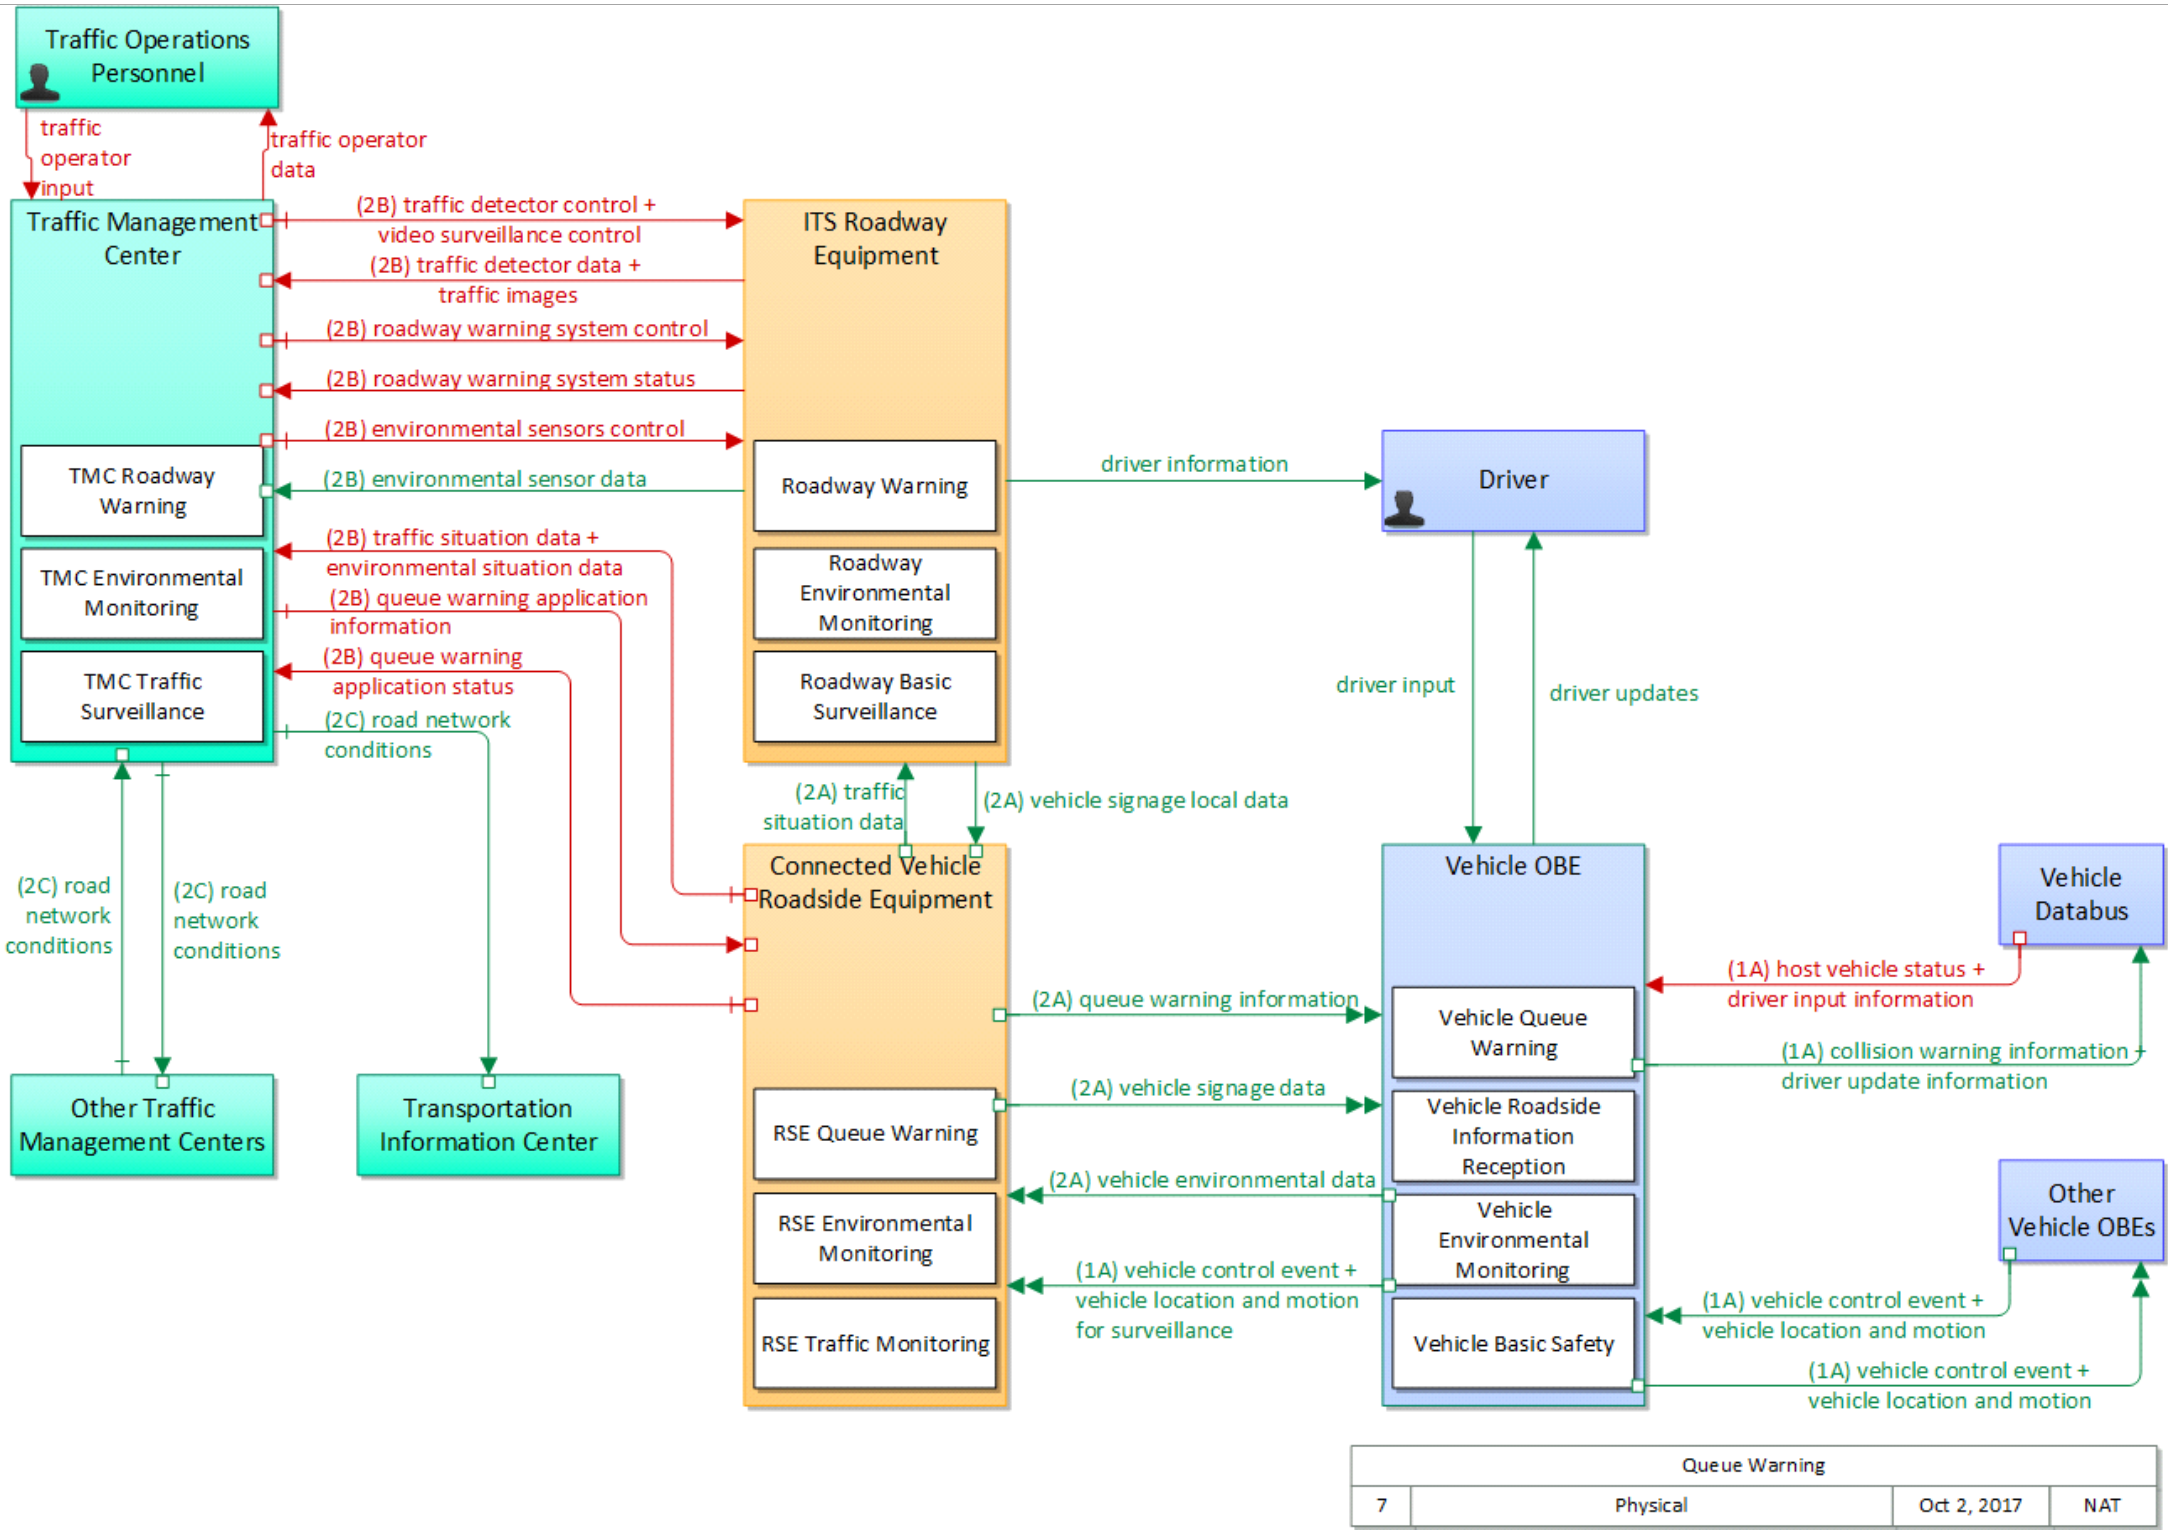 Traffic Operations
Personnel
traffic
operator
input
traffic operator
data
Traffic Management
Center
TMC Roadway
Warning
TMC Environmental
Monitoring
TMC Traffic
Surveillance
(2B) traffic detector control +
video surveillance control
(2B) traffic detector data +
traffic images
(2B) roadway warning system control
(2B) roadway warning system status
(2B) environmental sensors control
(2B) environmental sensor data
(2B) traffic situation data +
environmental situation data
(2B) queue warning application
information
(2B) queue warning
application status
(2C) road network
conditions
ITS Roadway
Equipment
Roadway Warning
Roadway
Environmental
Monitoring
Roadway Basic
Surveillance
driver information
Driver
driver input
driver updates
(2A) traffic
situation data
(2A) vehicle signage local data
(2C) road
network
conditions
(2C) road
network
conditions
Other Traffic
Management Centers
Transportation
Information Center
Connected Vehicle
Roadside Equipment
RSE Queue Warning
RSE Environmental
Monitoring
RSE Traffic Monitoring
(2A) queue warning information
(2A) vehicle signage data
(2A) vehicle environmental data
(1A) vehicle control event +
vehicle location and motion
for surveillance
Vehicle OBE
Vehicle Queue
Warning
Vehicle Roadside
Information
Reception
Vehicle
Environmental
Monitoring
Vehicle Basic Safety
Vehicle
Databus
(1A) host vehicle status +
driver input information
(1A) collision warning information +
driver update information
Other
Vehicle OBEs
(1A) vehicle control event +
vehicle location and motion
(1A) vehicle control event +
vehicle location and motion
Queue Warning
7 Physical Oct 2, 2017 NAT